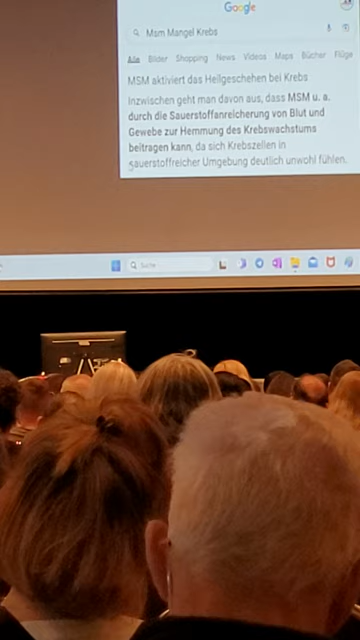 Google
Msm Mangel Krebs
Alle Bilder Shopping News Videos Maps Bücher Flüge
MSM aktiviert das Heilgeschehen bei Krebs
Inzwischen geht man davon aus, dass MSM u. a.
durch die Sauerstoffanreicherung von Blut und
Gewebe zur Hemmung des Krebswachstums
beitragen kann, da sich Krebszellen in
sauerstoffreicher Umgebung deutlich unwohl fühlen.
Suche